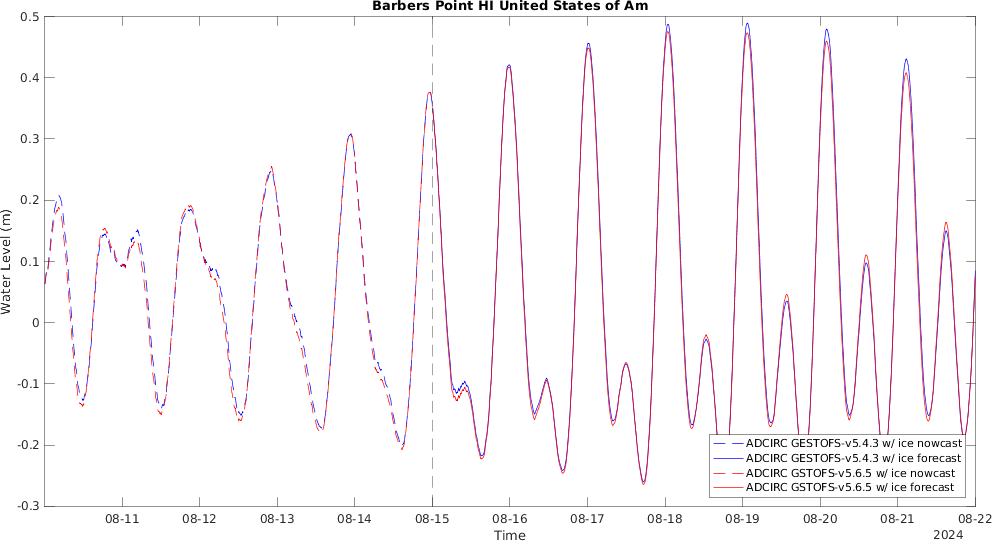 Barbers Point HI United States of Am
Water Level (m)
0.5
0.4
0.3
0.2
0.1
0
-0.1
-0.2
-0.3
08-11 08-12 08-13 08-14 08-15 08-16 08-17 08-18 08-19 08-20 08-21 08-22
Time
2024
ADCIRC GESTOFS-v5.4.3 w/ ice nowcast
ADCIRC GESTOFS-v5.4.3 w/ ice forecast
ADCIRC GSTOFS-v5.6.5 w/ ice nowcast
ADCIRC GSTOFS-v5.6.5 w/ ice forecast